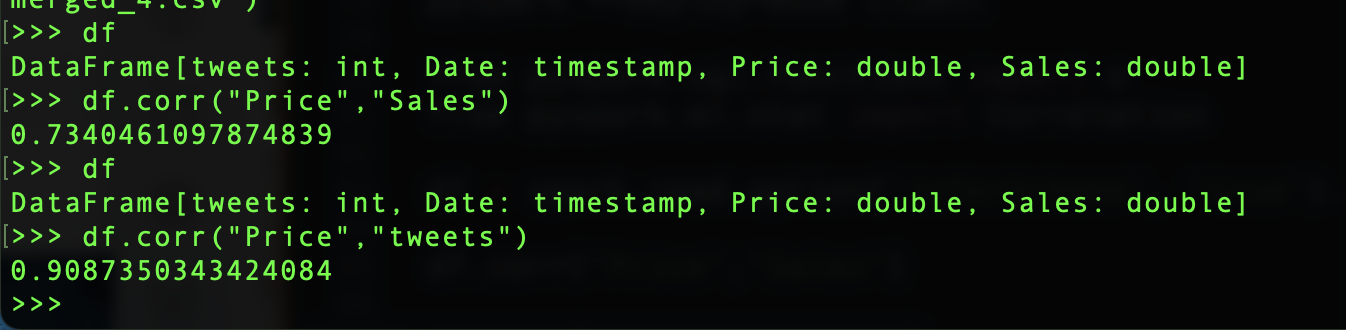 merged_4.csv")
[>>> df
DataFrame[tweets: int, Date: timestamp, Price: double, Sales: double]
[>>> df.corr("Price","Sales")
0.7340461097874839
[>>> df
DataFrame[tweets: int, Date: timestamp, Price: double, Sales: double]
[>>> df.corr("Price","tweets")
0.9087350343424084
>>>